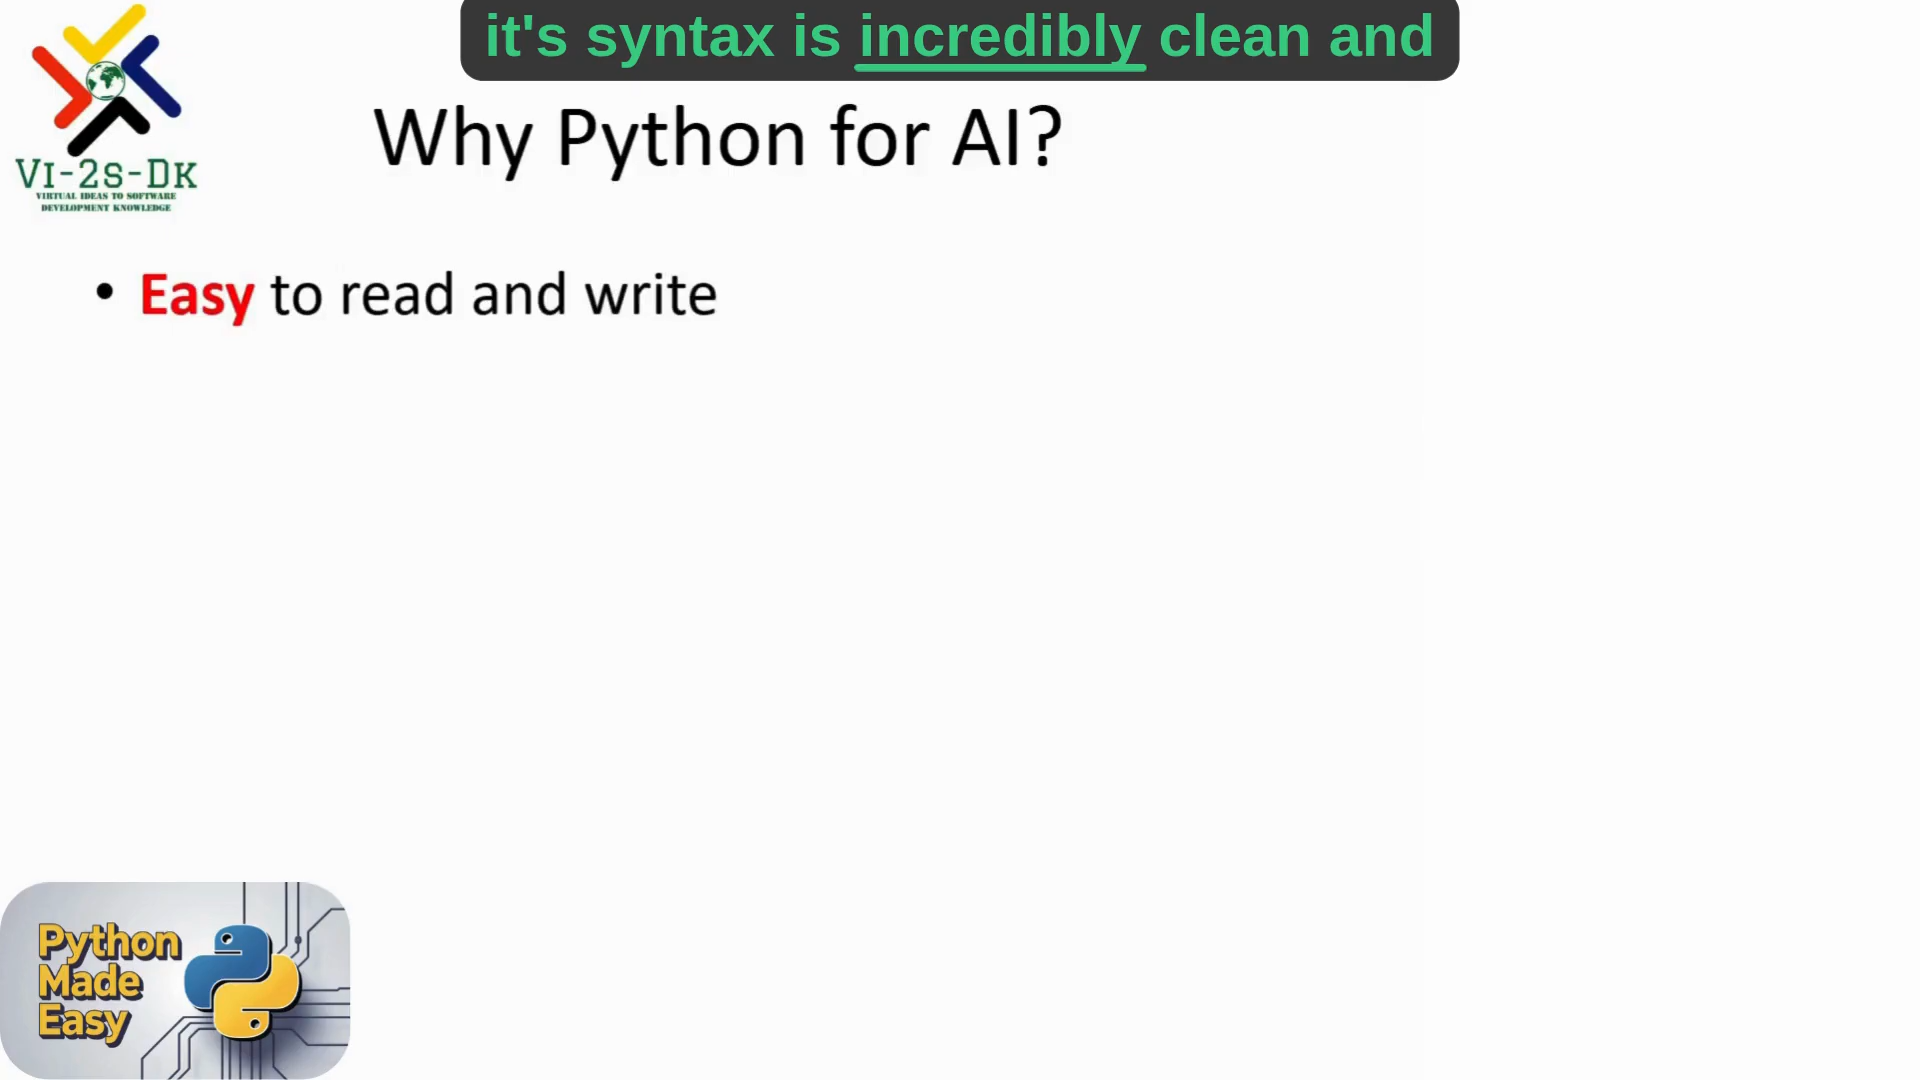 it's syntax is incredibly clean and
Why Python for AI?
VI-2s-DK
VIRTUAL IDEAS TO SOFTWARE
DEVELOPMENT KNOWLEDGE
• Easy to read and write
Python
Made
Easy